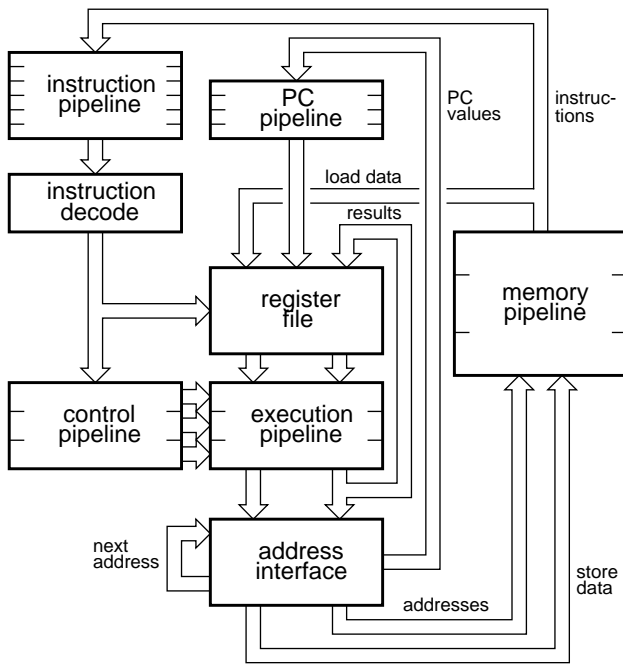 instruction
pipeline
PC
pipeline
PC
values
instruc-
tions
instruction
decode
load data
results
register
file
memory
pipeline
control
pipeline
execution
pipeline
next
address
address
interface
addresses
store
data